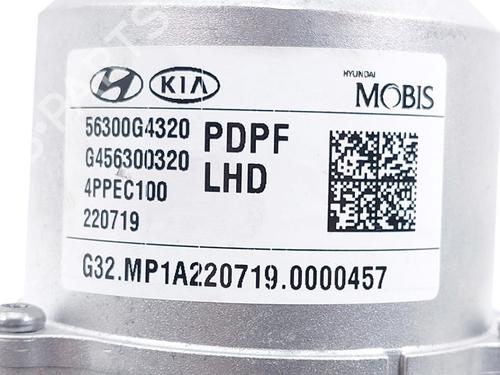 KIA
HYUNDAI
MOBIS
56300G4320
G456300320
4PPEC100
220719
PDPF
LHD
G32.MP1A220719.0000457